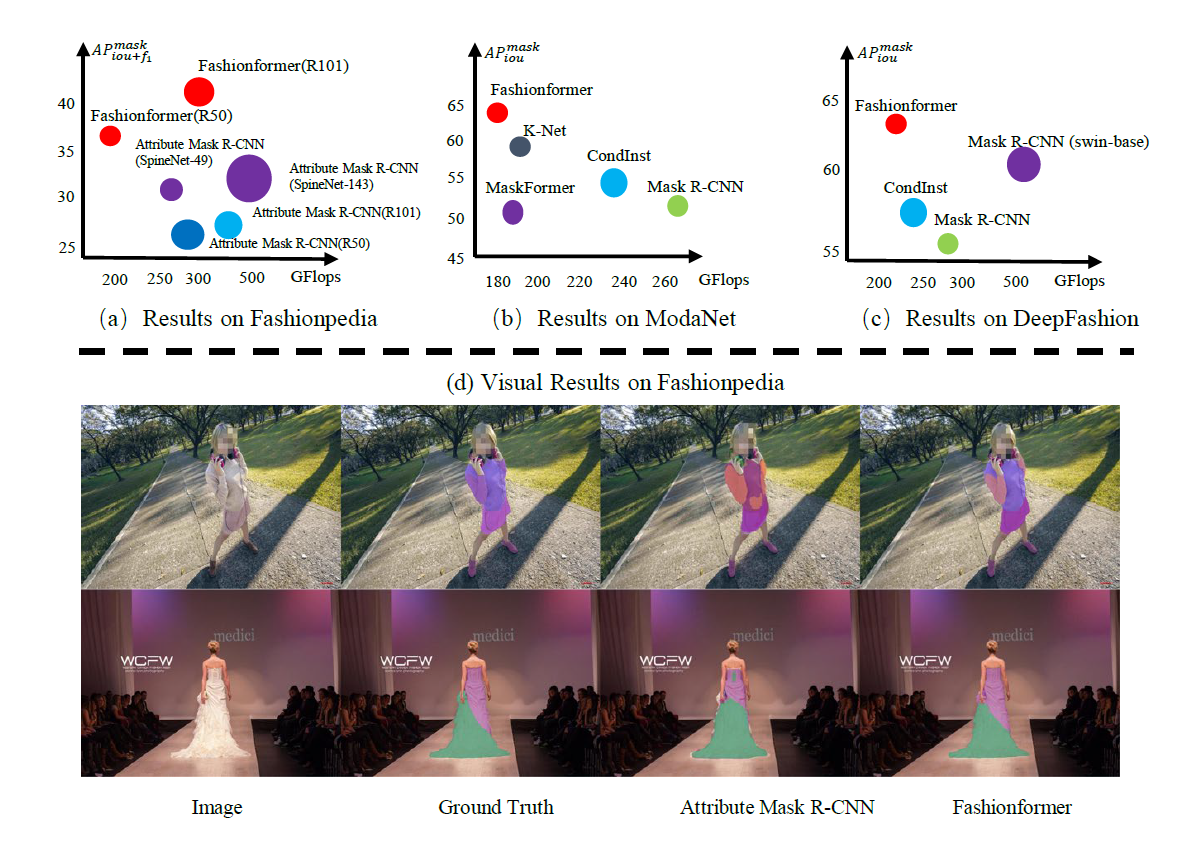 AP^{mask}_{iou+f_1}
Fashionformer(R101)
40
Fashionformer(R50)
Attribute Mask R-CNN
(SpineNet-49)
35
Attribute Mask R-CNN
(SpineNet-143)
30
Attribute Mask R-CNN(R101)
25
Attribute Mask R-CNN(R50)
200 250 300 500 GFlops
(a) Results on Fashionpedia
AP^{mask}_{iou}
Fashionformer
65
K-Net
60
CondInst
55
MaskFormer
Mask R-CNN
50
45
180 200 220 240 260 GFlops
(b) Results on ModaNet
AP^{mask}_{iou}
65
Fashionformer
Mask R-CNN (swin-base)
60
CondInst
Mask R-CNN
55
200 250 300 500 GFlops
(c) Results on DeepFashion
(d) Visual Results on Fashionpedia
medici
WCFW
medici
WCFW
medici
WCFW
medici
WCFW
Image
Ground Truth
Attribute Mask R-CNN
Fashionformer